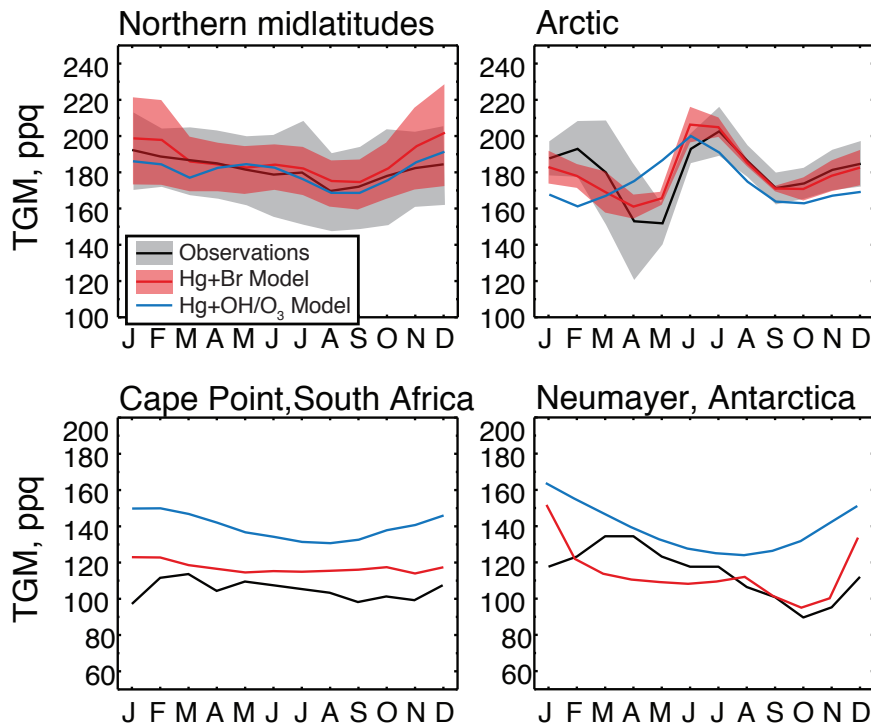 Northern midlatitudes
Arctic
TGM, ppq
240
220
200
180
160
140
120
100
Observations
Hg+Br Model
Hg+OH/O3 Model
J F M A M J J A S O N D
240
220
200
180
160
140
120
100
J F M A M J J A S O N D
Cape Point,South Africa
Neumayer, Antarctica
TGM, ppq
200
180
160
140
120
100
80
60
J F M A M J J A S O N D
200
180
160
140
120
100
80
60
J F M A M J J A S O N D